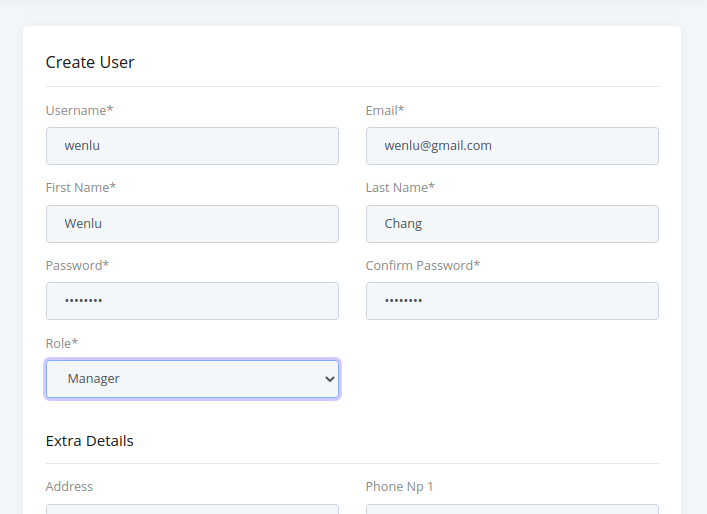 Create User
Username* Email*
wenlu wenlu@gmail.com
First Name* Last Name*
Wenlu Chang
Password* Confirm Password*
•••••••• ••••••••
Role*
Manager
Extra Details
Address Phone Np 1